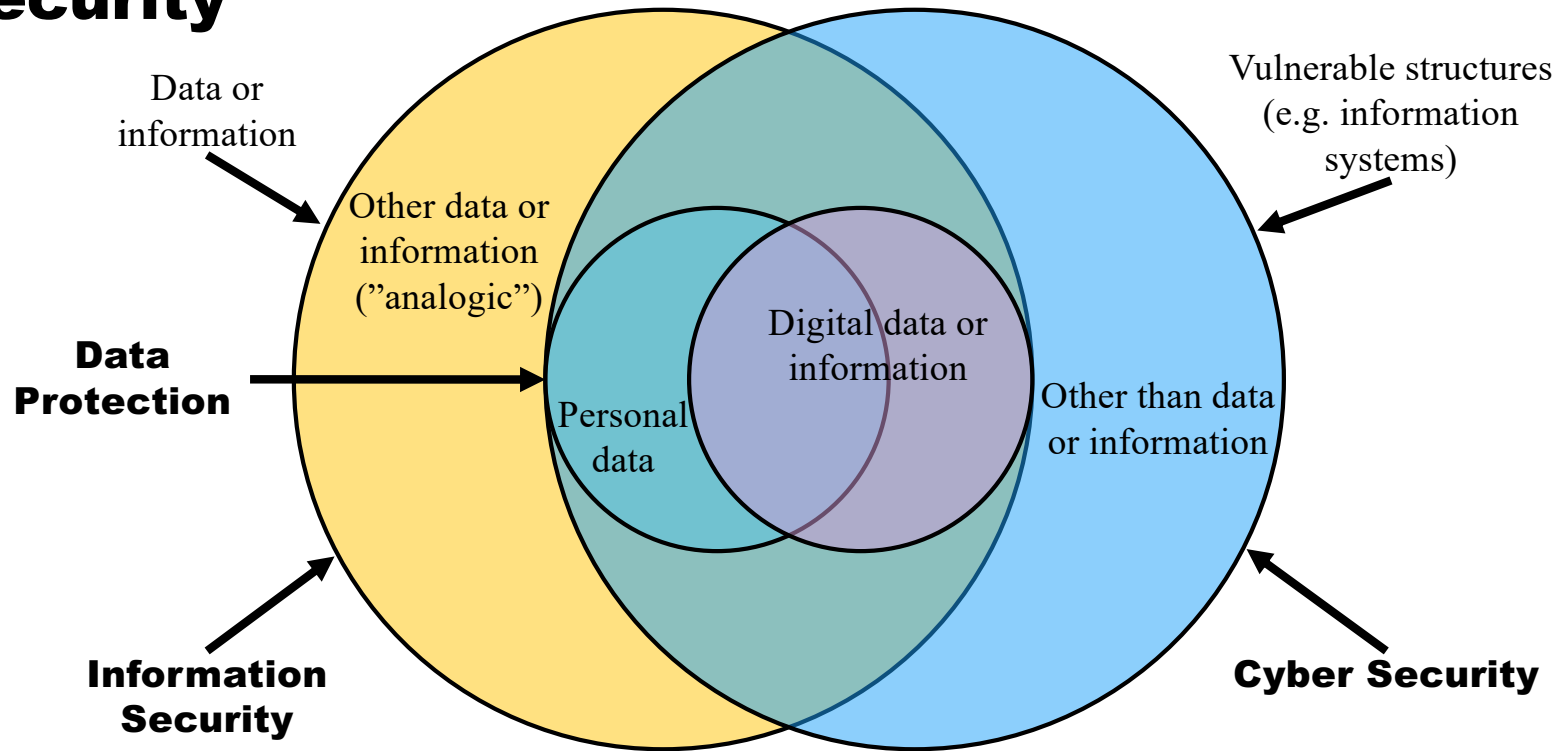 Data or
information
Vulnerable structures
(e.g. information
systems)
Other data or
information
(”analogic”)
Digital data or
information
Data
Protection
Personal
data
Other than data
or information
Information
Security
Cyber Security